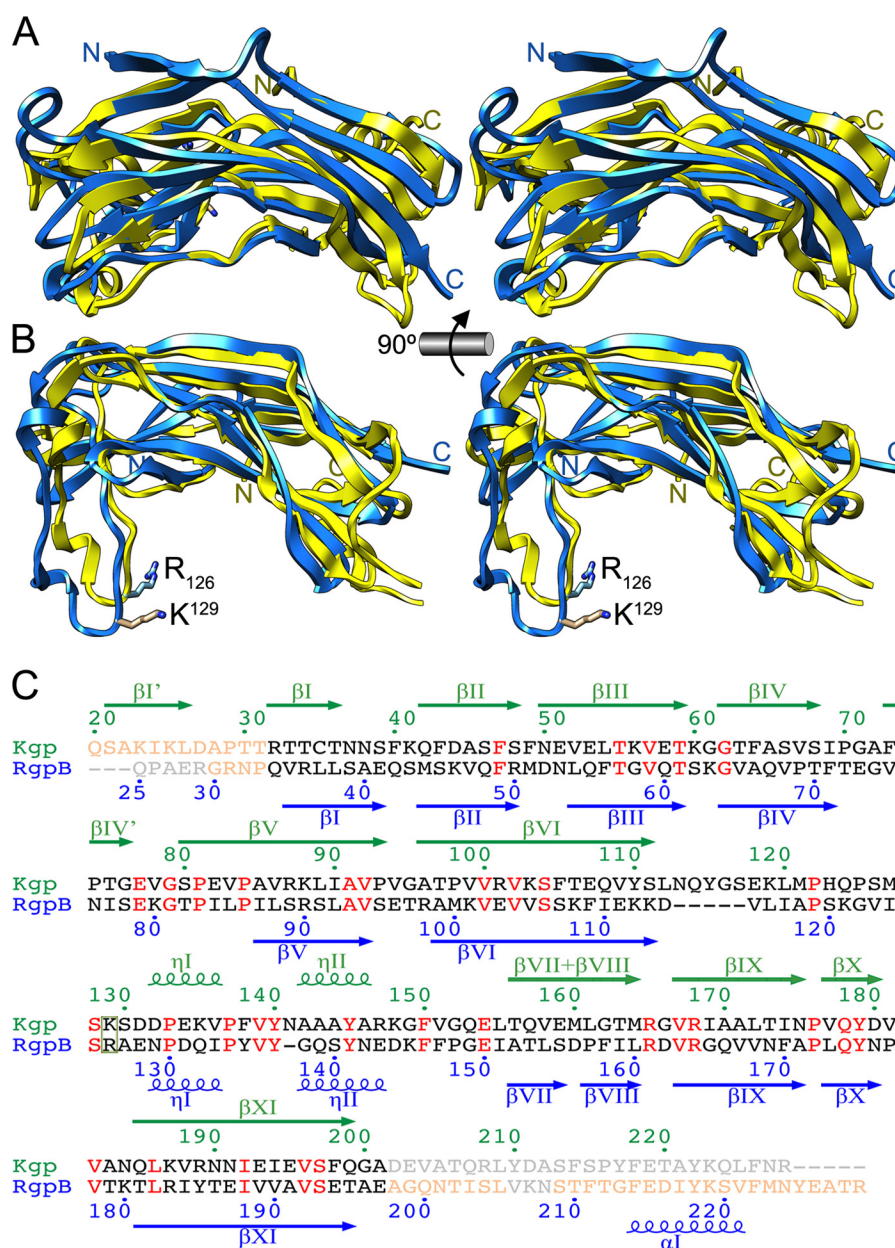 A
N N C C N N C
B 90º
N N C C N N C C
R126 R126
K129 K129
C
βI' βI βII βIII βIV
20 30 40 50 60 70
Kgp QSAKIKLDAPTTRTTCTNNSFKQFDASFSFNEVELTKVETKGGTFASVSIPGAF
RgpB ---QPAERGRNPQVRLLSAEQSMSKVQFRMDNLQFTGVQTSKGVAQVPTFTEGV
25 30 40 50 60 70
βI βII βIII βIV
βIV' βV βVI
80 90 100 110 120
Kgp PTGEVGSPEVPAVRKLIAVPVGATPVVRVKSFTEQVYSLNQYGSEKLMPHQPSM
RgpB NISEKGTPILPILSRSLAVSETRAMKVEVVSSKFIEKKD-----VLIAPSKGVI
80 90 100 110 120
βV βVI
ηI ηII βVII+βVIII βIX βX
130 140 150 160 170 180
Kgp SKSDDPEKVPFVYNAAAYARKGFVGQELTQVEMLGTMRGVRIAALTINPVQYDV
RgpB SRAENPDQIPYVY-GQSYNEDKFFPGEIATLSDPFILRDVRGQVVNFAPLQYNP
130 140 150 160 170
ηI ηII βVII βVIII βIX βX
βXI
190 200 210 220
Kgp VANQLKVRNNIEIEVSFQGADEVATQRLYDASFSPYFETAYKQLFNR-----
RgpB VTKTLRIYTEIVVAVSETAEAGQNTISLVKNSTFTGFEDIYKSVFMNYEATR
180 190 200 210 220
βXI αI